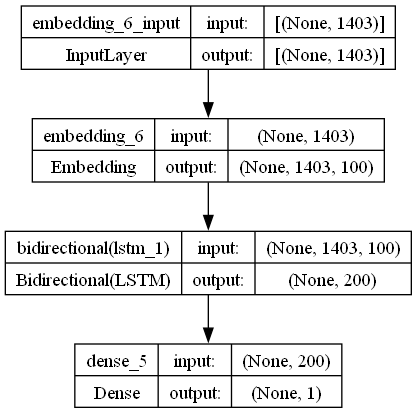 embedding_6_input input: [(None, 1403)]
InputLayer output: [(None, 1403)]
embedding_6 input: (None, 1403)
Embedding output: (None, 1403, 100)
bidirectional(lstm_1) input: (None, 1403, 100)
Bidirectional(LSTM) output: (None, 200)
dense_5 input: (None, 200)
Dense output: (None, 1)